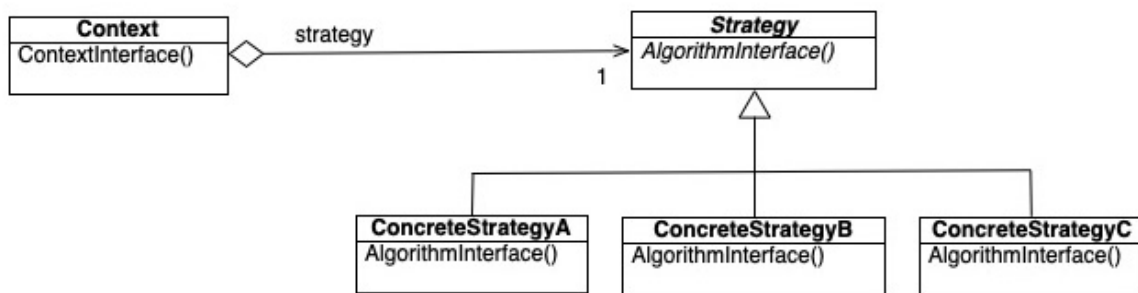 Context
ContextInterface()
strategy
1
Strategy
AlgorithmInterface()
ConcreteStrategyA
AlgorithmInterface()
ConcreteStrategyB
AlgorithmInterface()
ConcreteStrategyC
AlgorithmInterface()